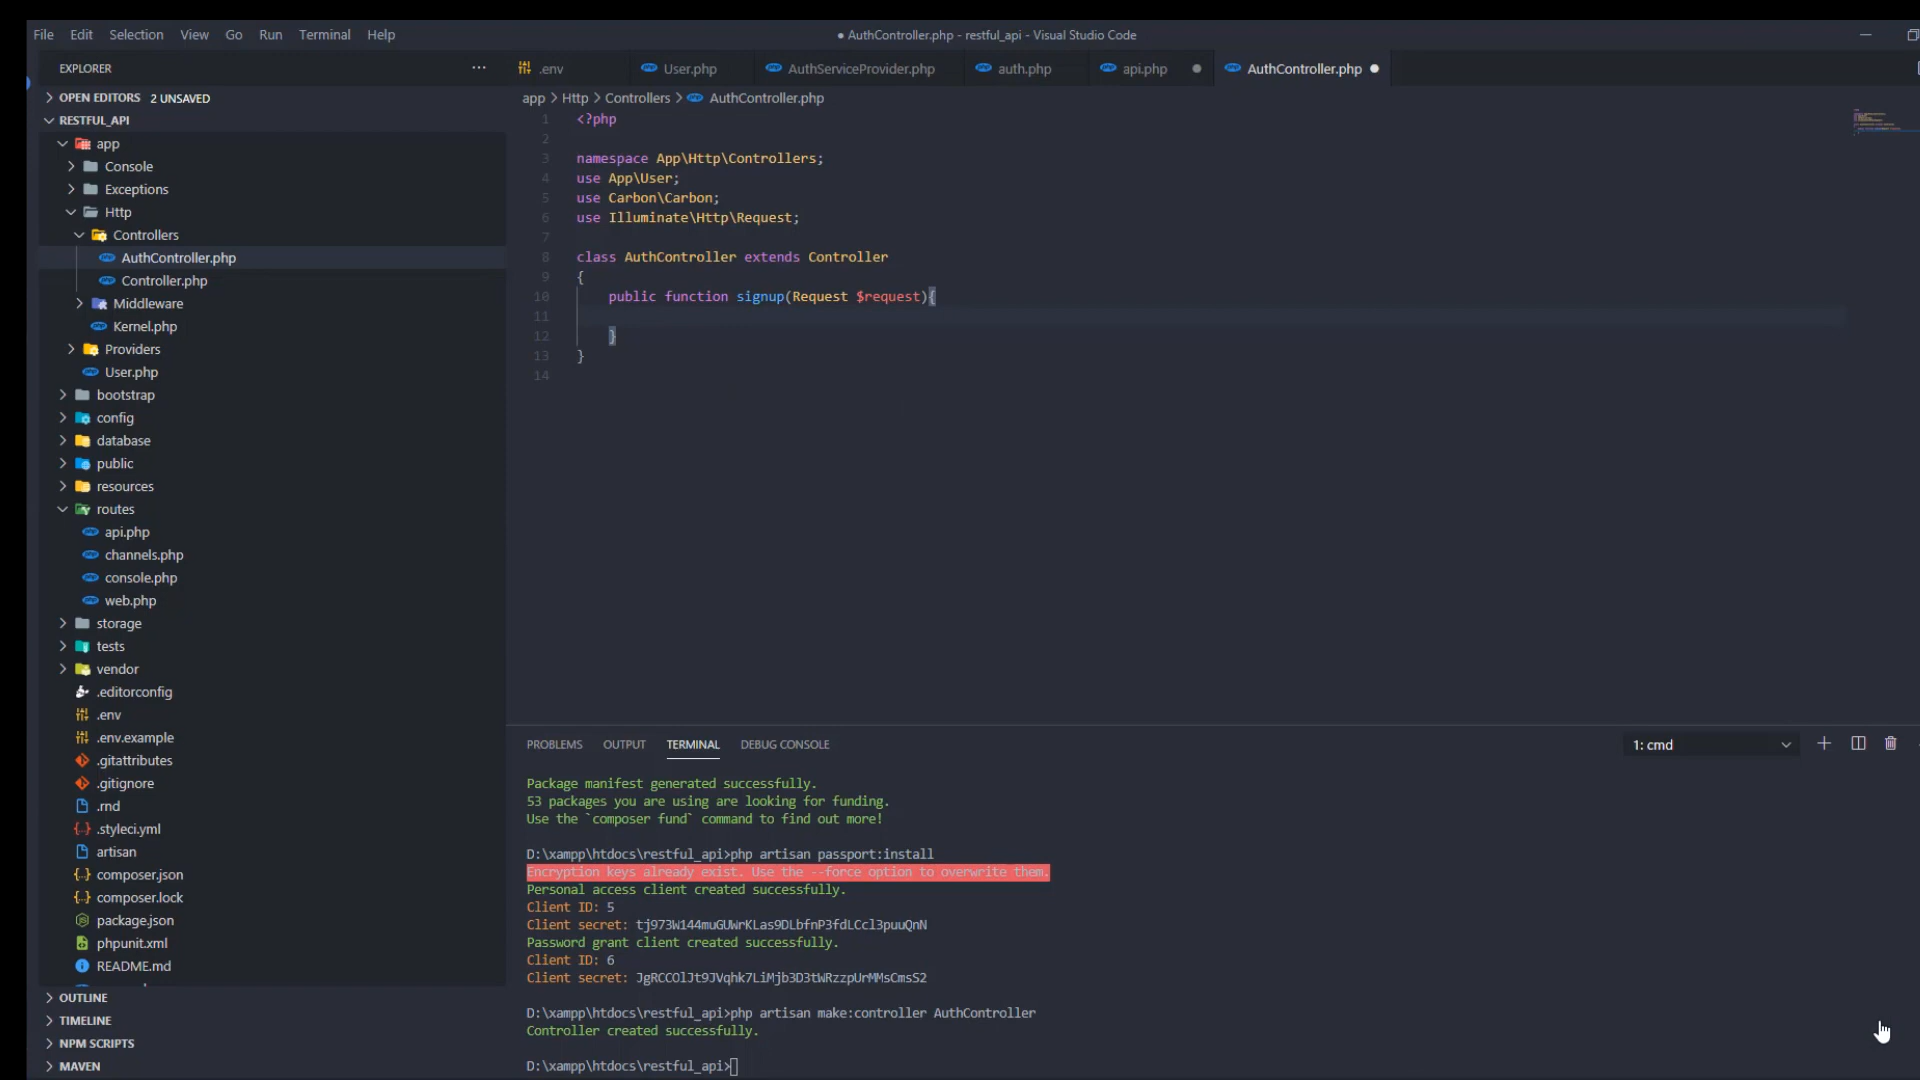 File Edit Selection View Go Run Terminal Help
● AuthController.php - restful_api - Visual Studio Code
EXPLORER
OPEN EDITORS 2 UNSAVED
RESTFUL_API
app
Console
Exceptions
Http
Controllers
AuthController.php
Controller.php
Middleware
Kernel.php
Providers
User.php
bootstrap
config
database
public
resources
routes
api.php
channels.php
console.php
web.php
storage
tests
vendor
.editorconfig
.env
.env.example
.gitattributes
.gitignore
.rnd
.styleci.yml
artisan
composer.json
composer.lock
package.json
phpunit.xml
README.md
OUTLINE
TIMELINE
NPM SCRIPTS
MAVEN
.env User.php AuthServiceProvider.php auth.php api.php ● AuthController.php ●
app > Http > Controllers > AuthController.php
1 <?php
2
3 namespace App\Http\Controllers;
4 use App\User;
5 use Carbon\Carbon;
6 use Illuminate\Http\Request;
7
8 class AuthController extends Controller
9 {
10 public function signup(Request $request){
11
12 }
13 }
14
PROBLEMS OUTPUT TERMINAL DEBUG CONSOLE
1: cmd
Package manifest generated successfully.
53 packages you are using are looking for funding.
Use the `composer fund` command to find out more!
D:\xampp\htdocs\restful_api>php artisan passport:install
Encryption keys already exist. Use the --force option to overwrite them.
Personal access client created successfully.
Client ID: 5
Client secret: tj973W144muGUWrKLas9DLbfnP3fdLCcl3puuQnN
Password grant client created successfully.
Client ID: 6
Client secret: JgRCCOlJt9JVqhk7LiMjb3D3tWRzzpUrMMsCmsS2
D:\xampp\htdocs\restful_api>php artisan make:controller AuthController
Controller created successfully.
D:\xampp\htdocs\restful_api>